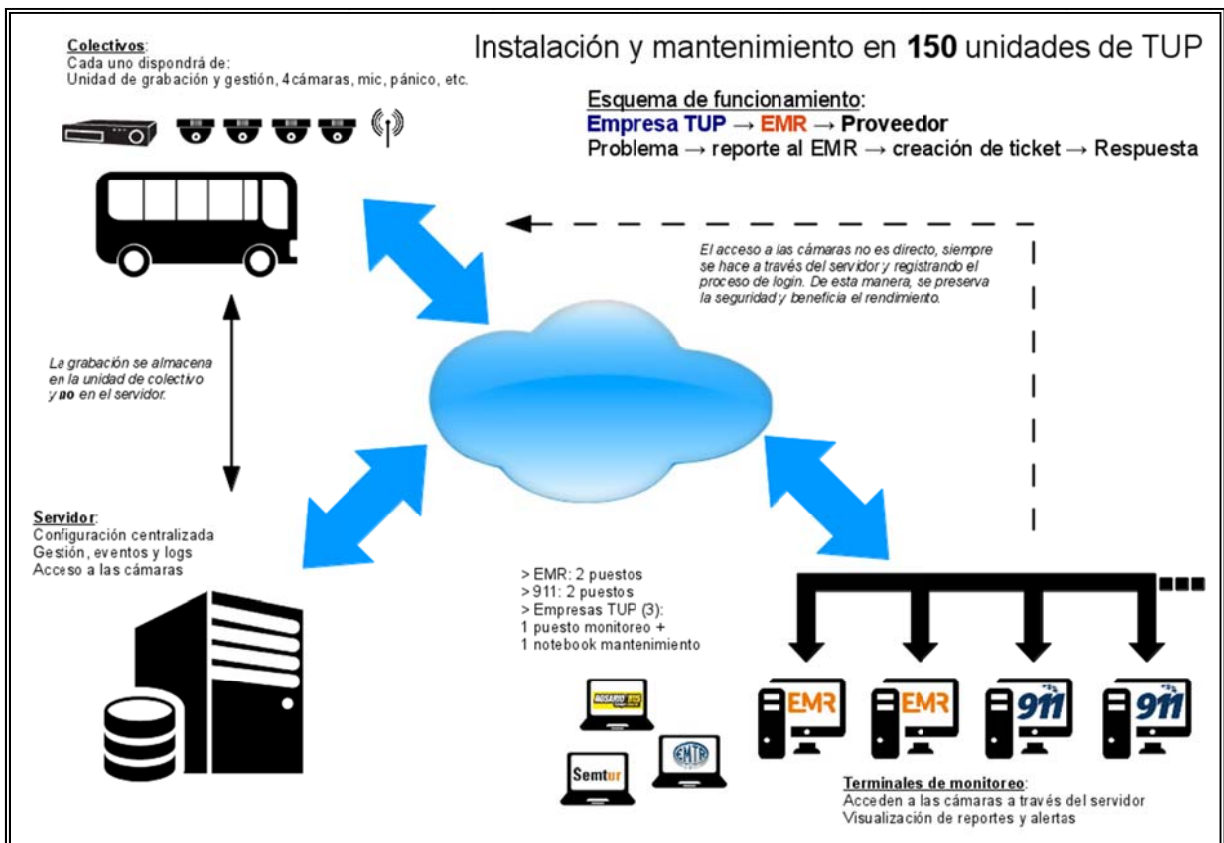 Instalación y mantenimiento en 150 unidades de TUP
Colectivos:
Cada uno dispondrá de:
Unidad de grabación y gestión, 4cámaras, mic, pánico, etc.
Esquema de funcionamiento:
Empresa TUP → EMR → Proveedor
Problema → reporte al EMR → creación de ticket → Respuesta
El acceso a las cámaras no es directo, siempre
se hace a través del servidor y registrando el
proceso de login. De esta manera, se preserva
la seguridad y beneficia el rendimiento.
La grabación se almacena
en la unidad de colectivo
y no en el servidor.
Servidor:
Configuración centralizada
Gestión, eventos y logs
Acceso a las cámaras
> EMR: 2 puestos
> 911: 2 puestos
> Empresas TUP (3):
1 puesto monitoreo +
1 notebook mantenimiento
ROSARIO BUS
Semtur
EMTR
EMR
EMR
911
911
Terminales de monitoreo:
Acceden a las cámaras a través del servidor
Visualización de reportes y alertas